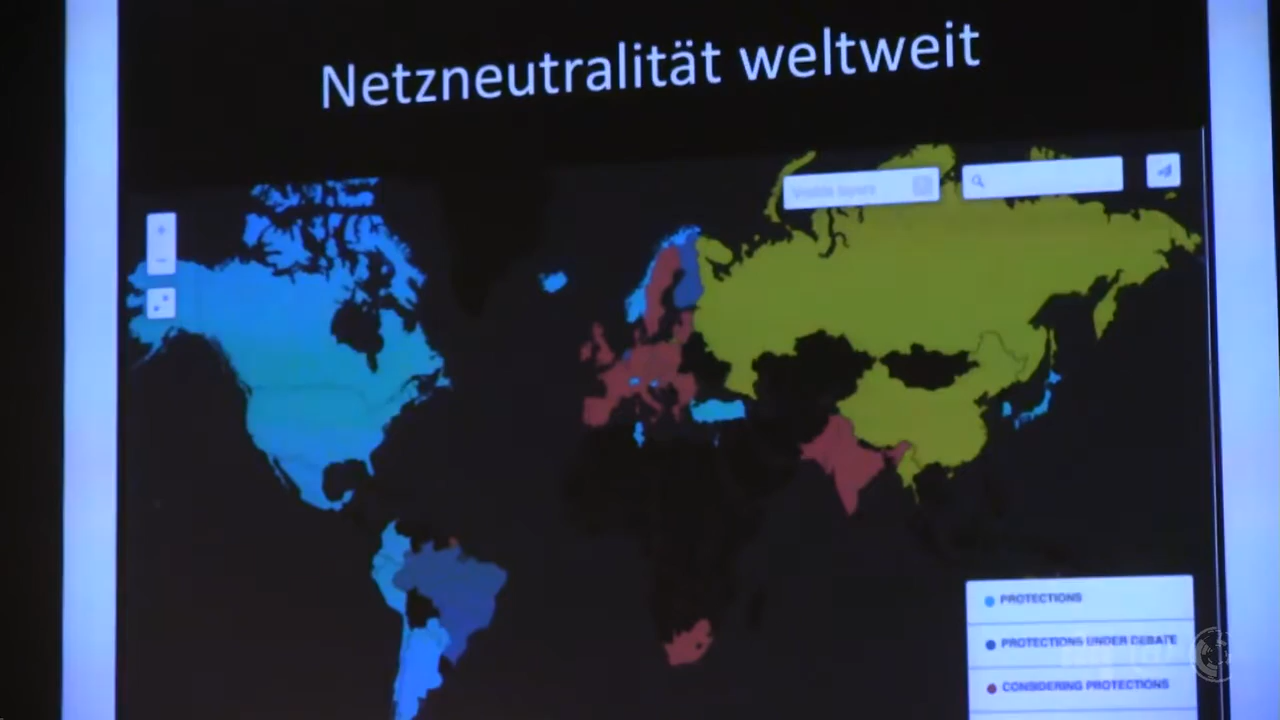 Netzneutralität weltweit
PROTECTIONS
PROTECTIONS UNDER DEBATE
CONSIDERING PROTECTIONS